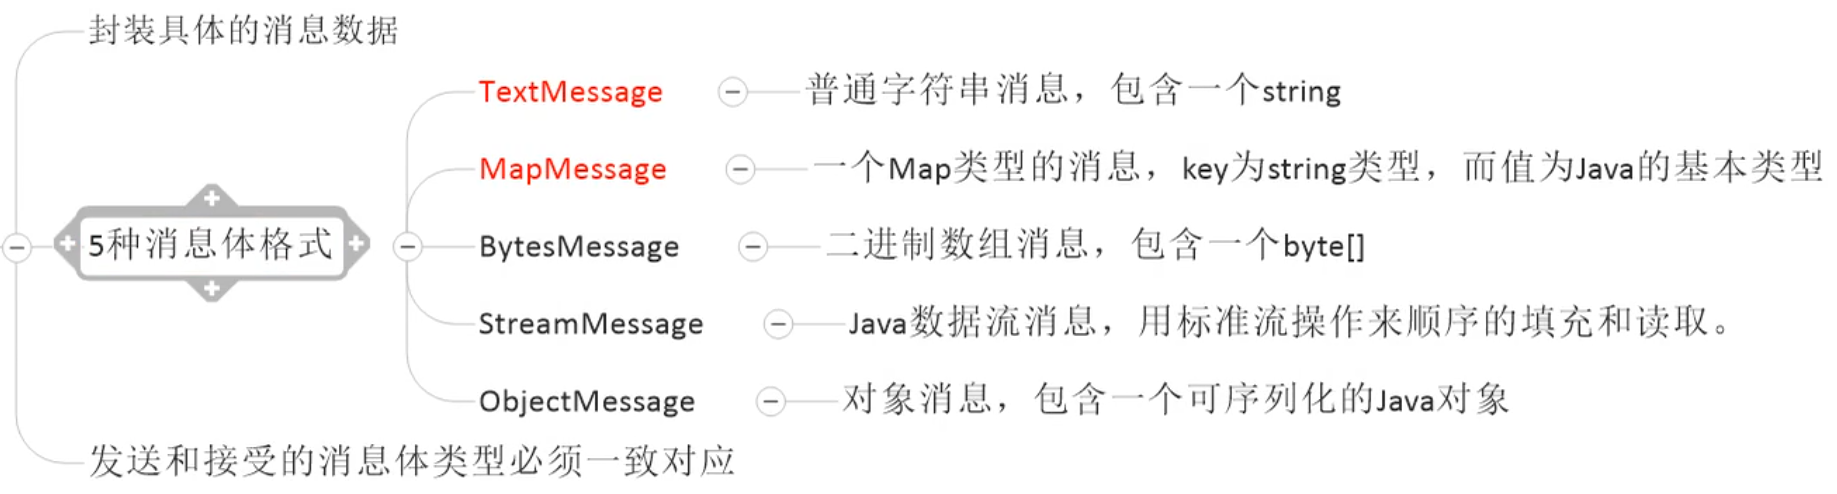 封装具体的消息数据
TextMessage 普通字符串消息，包含一个string
MapMessage 一个Map类型的消息，key为string类型，而值为Java的基本类型
5种消息体格式
BytesMessage 二进制数组消息，包含一个byte[]
StreamMessage Java数据流消息，用标准流操作来顺序的填充和读取。
ObjectMessage 对象消息，包含一个可序列化的Java对象
发送和接受的消息体类型必须一致对应